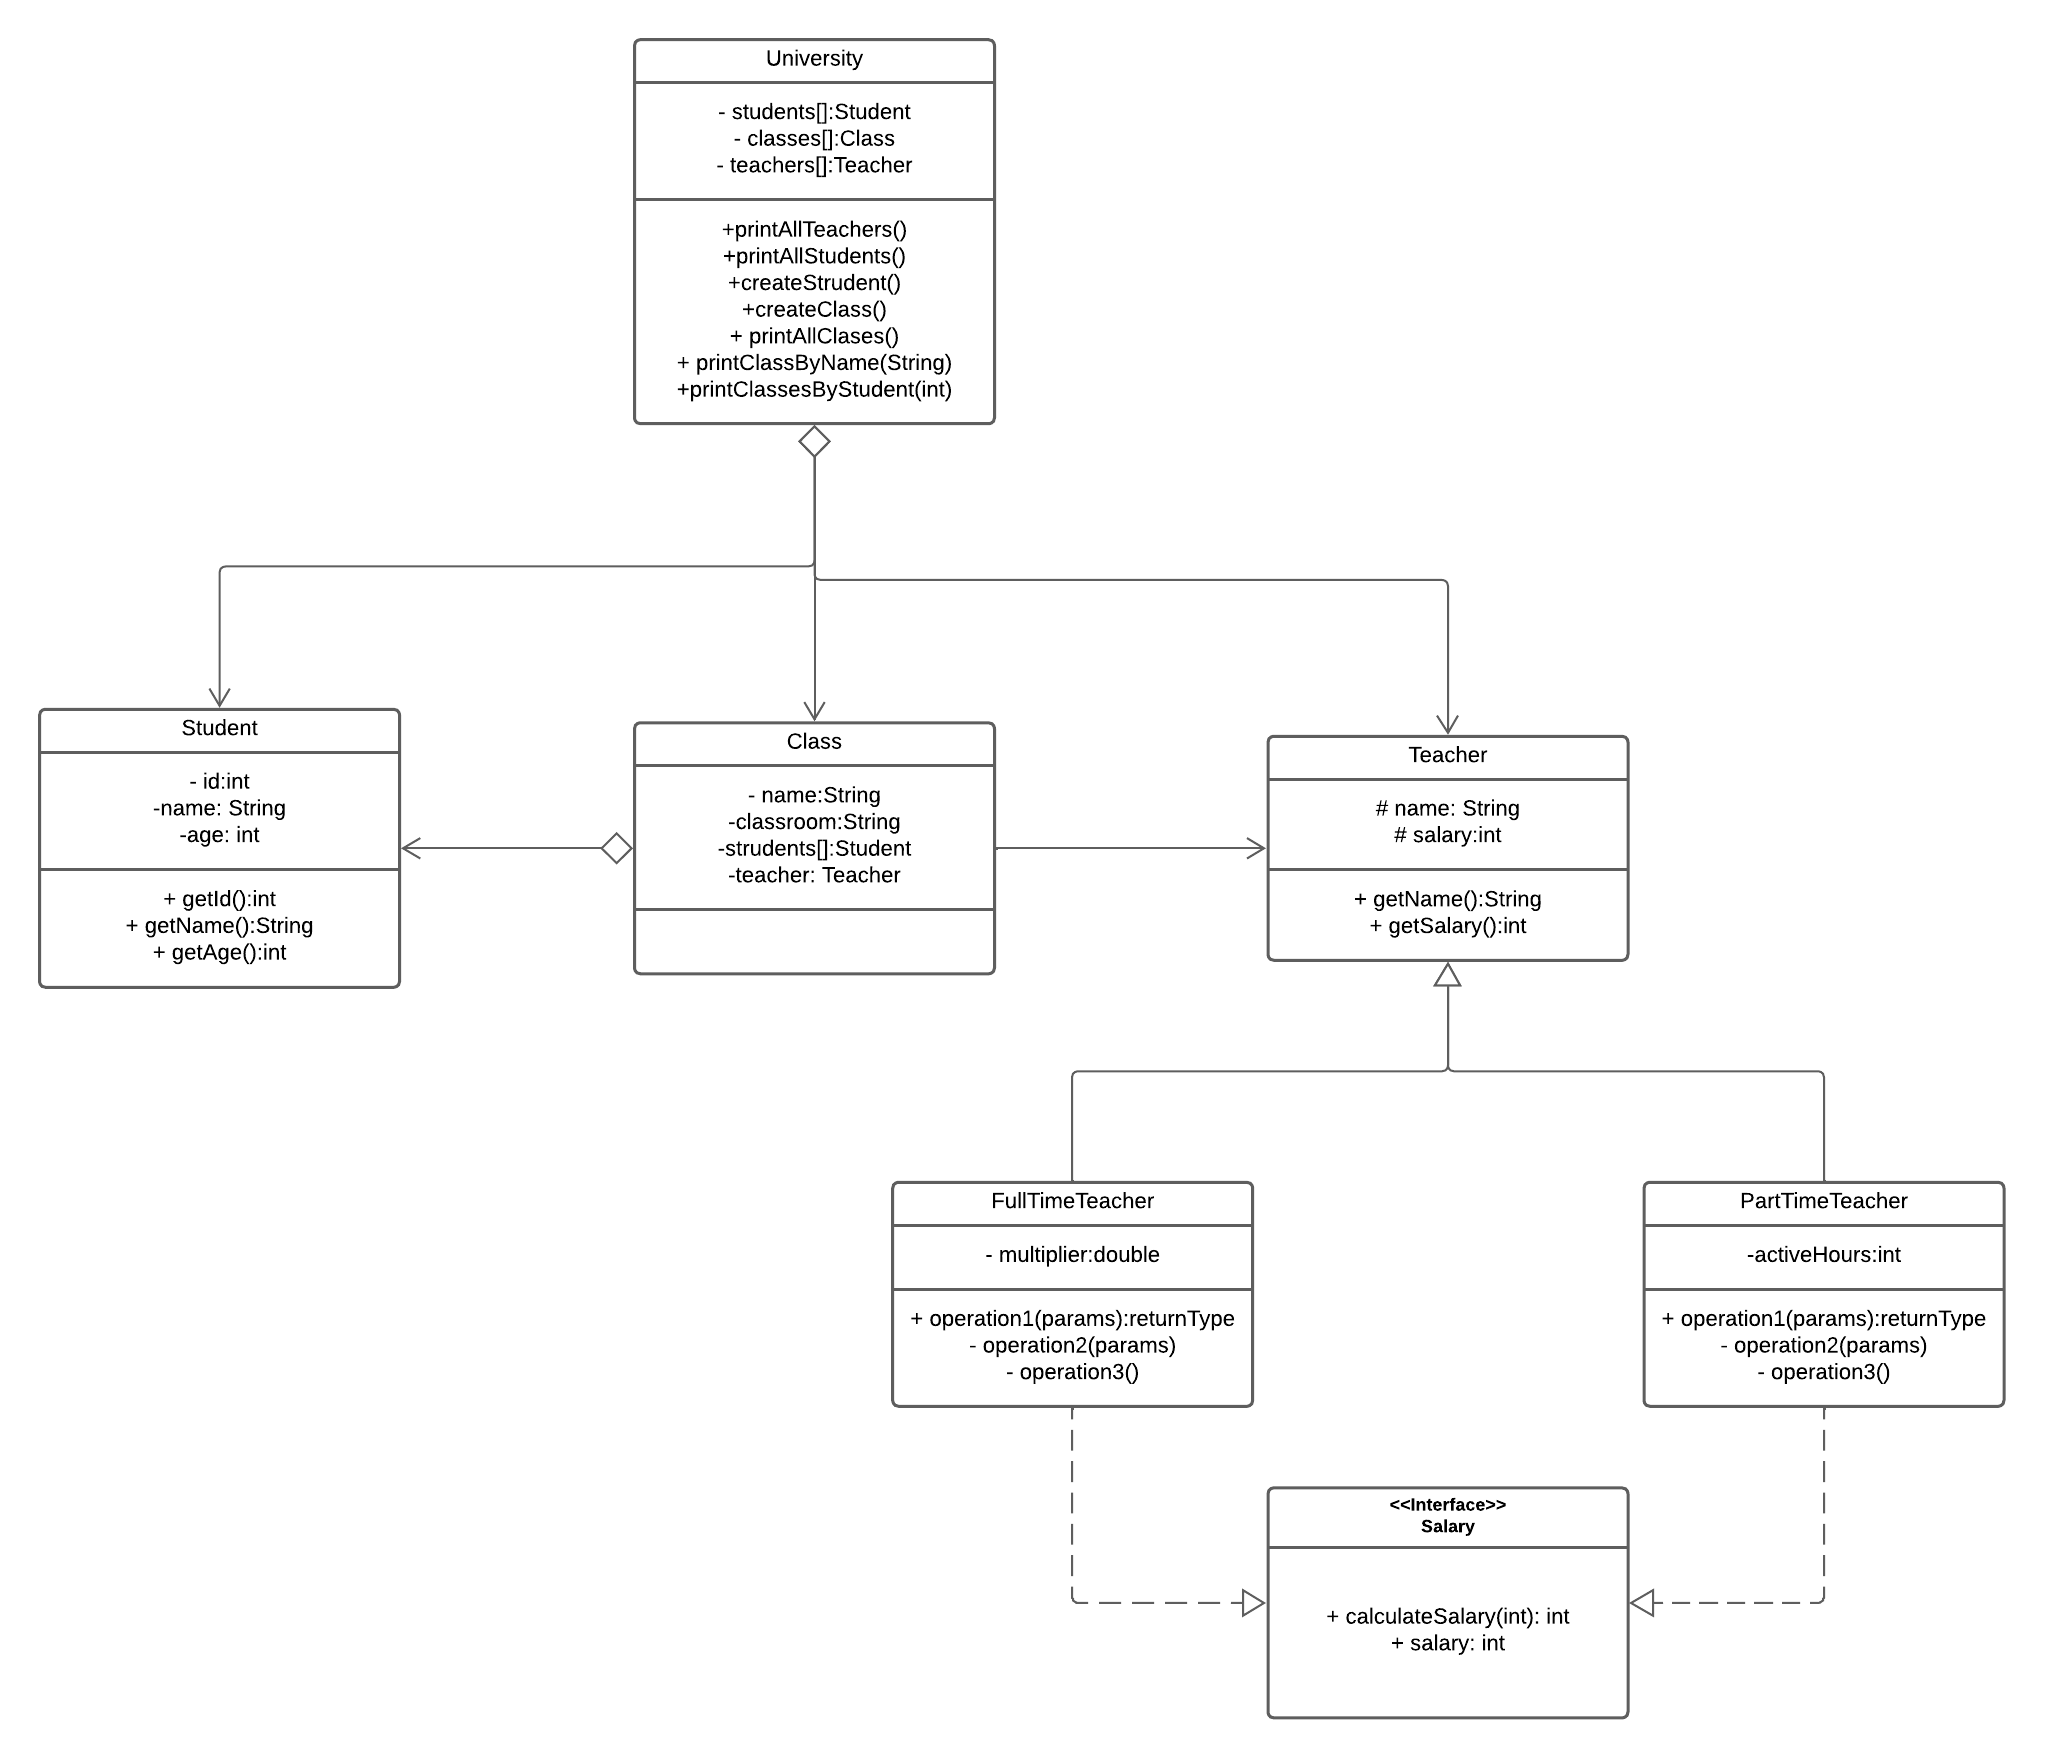 University
- students[]:Student
- classes[]:Class
- teachers[]:Teacher
+printAllTeachers()
+printAllStudents()
+createStrudent()
+createClass()
+ printAllClases()
+ printClassByName(String)
+printClassesByStudent(int)
Student
- id:int
-name: String
-age: int
+ getId():int
+ getName():String
+ getAge():int
Class
- name:String
-classroom:String
-strudents[]:Student
-teacher: Teacher
Teacher
# name: String
# salary:int
+ getName():String
+ getSalary():int
FullTimeTeacher
- multiplier:double
+ operation1(params):returnType
- operation2(params)
- operation3()
PartTimeTeacher
-activeHours:int
+ operation1(params):returnType
- operation2(params)
- operation3()
<<Interface>>
Salary
+ calculateSalary(int): int
+ salary: int